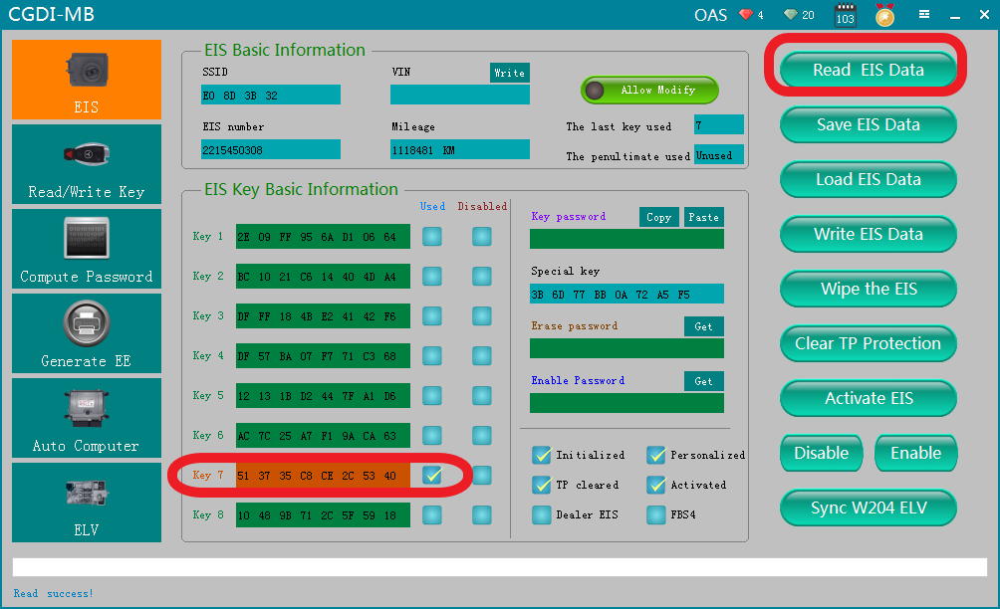 CGDI-MB
OAS 4 20 103
EIS
Read/Write Key
Compute Password
Generate EE
Auto Computer
ELV
EIS Basic Information
SSID
E0 8D 3B 32
VIN
Write
EIS number
2215450308
Mileage
1118481 KM
Allow Modify
The last key used 7
The penultimate used Unused
EIS Key Basic Information
Used Disabled
Key 1 2E 09 FF 95 6A D1 06 64
Key 2 BC 10 21 C6 14 40 4D A4
Key 3 DF FF 18 4B E2 41 42 F6
Key 4 DF 57 BA 07 F7 71 C3 68
Key 5 12 13 1B D2 44 7F A1 D6
Key 6 AC 7C 25 A7 F1 9A CA 63
Key 7 51 37 35 C8 CE 2C 53 40
Key 8 10 48 9B 71 2C 5F 59 18
Key password Copy Paste
Special key
3B 6D 77 BB 0A 72 A5 F5
Erase password Get
Enable Password Get
Initialized Personalized
TP cleared Activated
Dealer EIS FBS4
Read EIS Data
Save EIS Data
Load EIS Data
Write EIS Data
Wipe the EIS
Clear TP Protection
Activate EIS
Disable Enable
Sync W204 ELV
Read success!